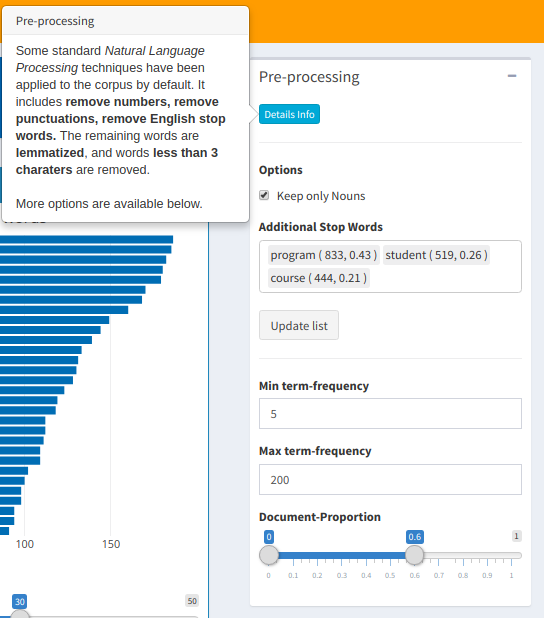 Pre-processing
Some standard Natural Language
Processing techniques have been
applied to the corpus by default. It
includes remove numbers, remove
punctuations, remove English stop
words. The remaining words are
lemmatized, and words less than 3
charaters are removed.
More options are available below.
100 150
30 50
Pre-processing
Details Info
Options
Keep only Nouns
Additional Stop Words
program ( 833, 0.43 ) student ( 519, 0.26 )
course ( 444, 0.21 )
Update list
Min term-frequency
5
Max term-frequency
200
Document-Proportion
0 0.6 1
0 0.1 0.2 0.3 0.4 0.5 0.6 0.7 0.8 0.9 1